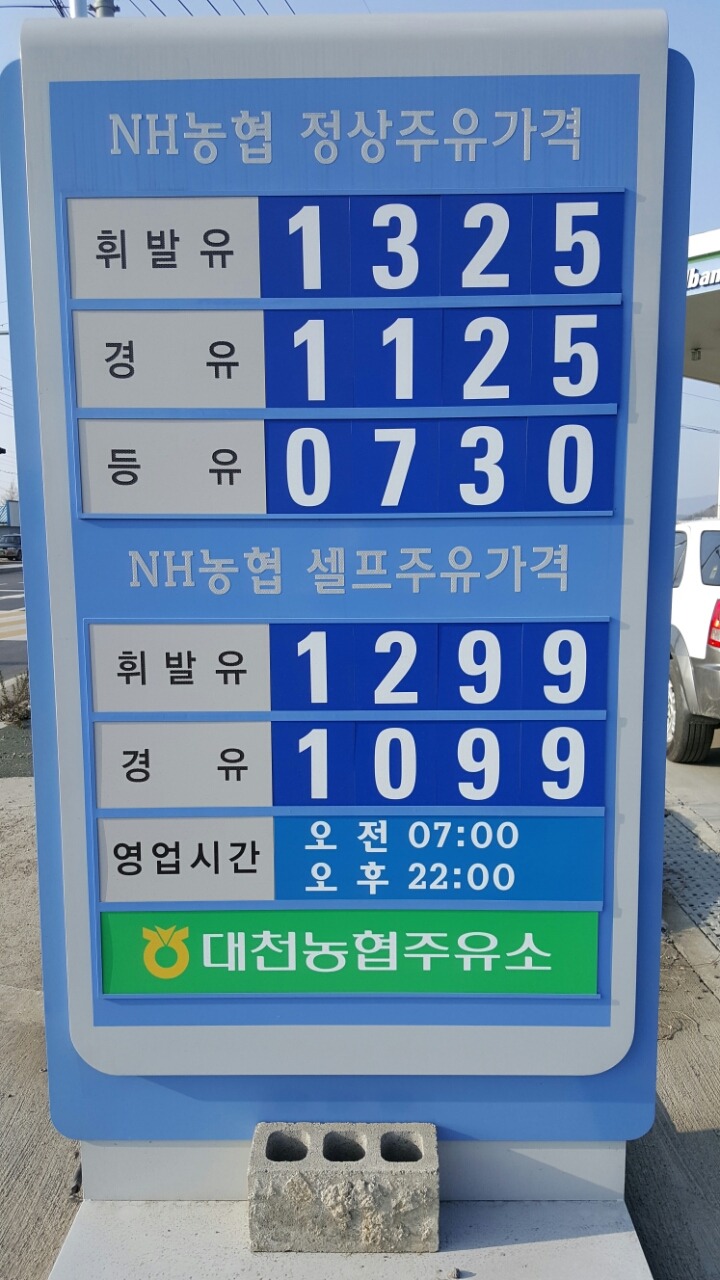 NH농협 정상주유가격
휘발유 1325
경유 1125
등유 0730
NH농협 셀프주유가격
휘발유 1299
경유 1099
영업시간 오전 07:00
오후 22:00
대천농협주유소